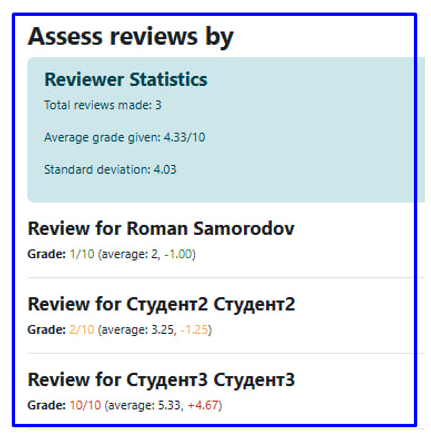 Assess reviews by
Reviewer Statistics
Total reviews made: 3
Average grade given: 4.33/10
Standard deviation: 4.03
Review for Roman Samorodov
Grade: 1/10 (average: 2, -1.00)
Review for Студент2 Студент2
Grade: 2/10 (average: 3.25, -1.25)
Review for Студент3 Студент3
Grade: 10/10 (average: 5.33, +4.67)